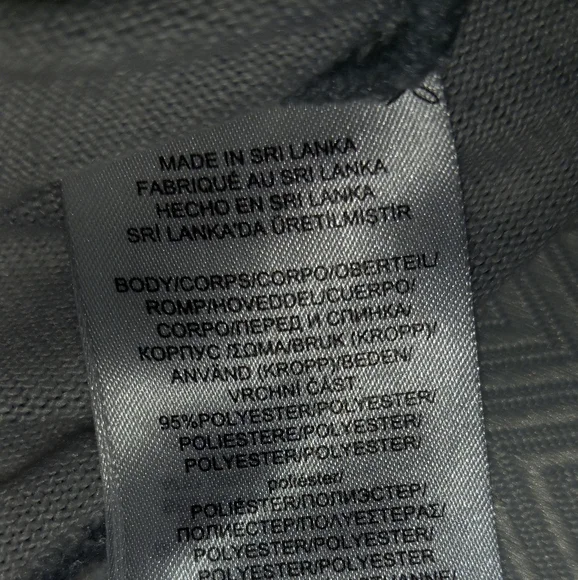 MADE IN SRI LANKA
FABRIQUÉ AU SRI LANKA
HECHO EN SRI LANKA
SRİ LANKA'DA ÜRETILMIŞTIR
BODY/CORPS/CORPO/OBERTEIL/
ROMP/HOVEDDEL/CUERPO/
CORPO/ПЕРЕД И СПИНКА/
КОРПУС /ΣΩΜΑ/BRUK (KROPP)/
ANVÄND (KROPP)/BEDEN/
VRCHNÍ ČÁST
95%POLYESTER/POLYESTER/
POLIESTERE/POLYESTER/
POLYESTER/POLYESTER/
poliester/
POLIÉSTER/ПОЛИЭСТЕР/
ПОЛИЕСТЕР/ΠΟΛΥΕΣΤΕΡΑΣ/
POLYESTER/POLYESTER/
POLYESTER/POLYESTER